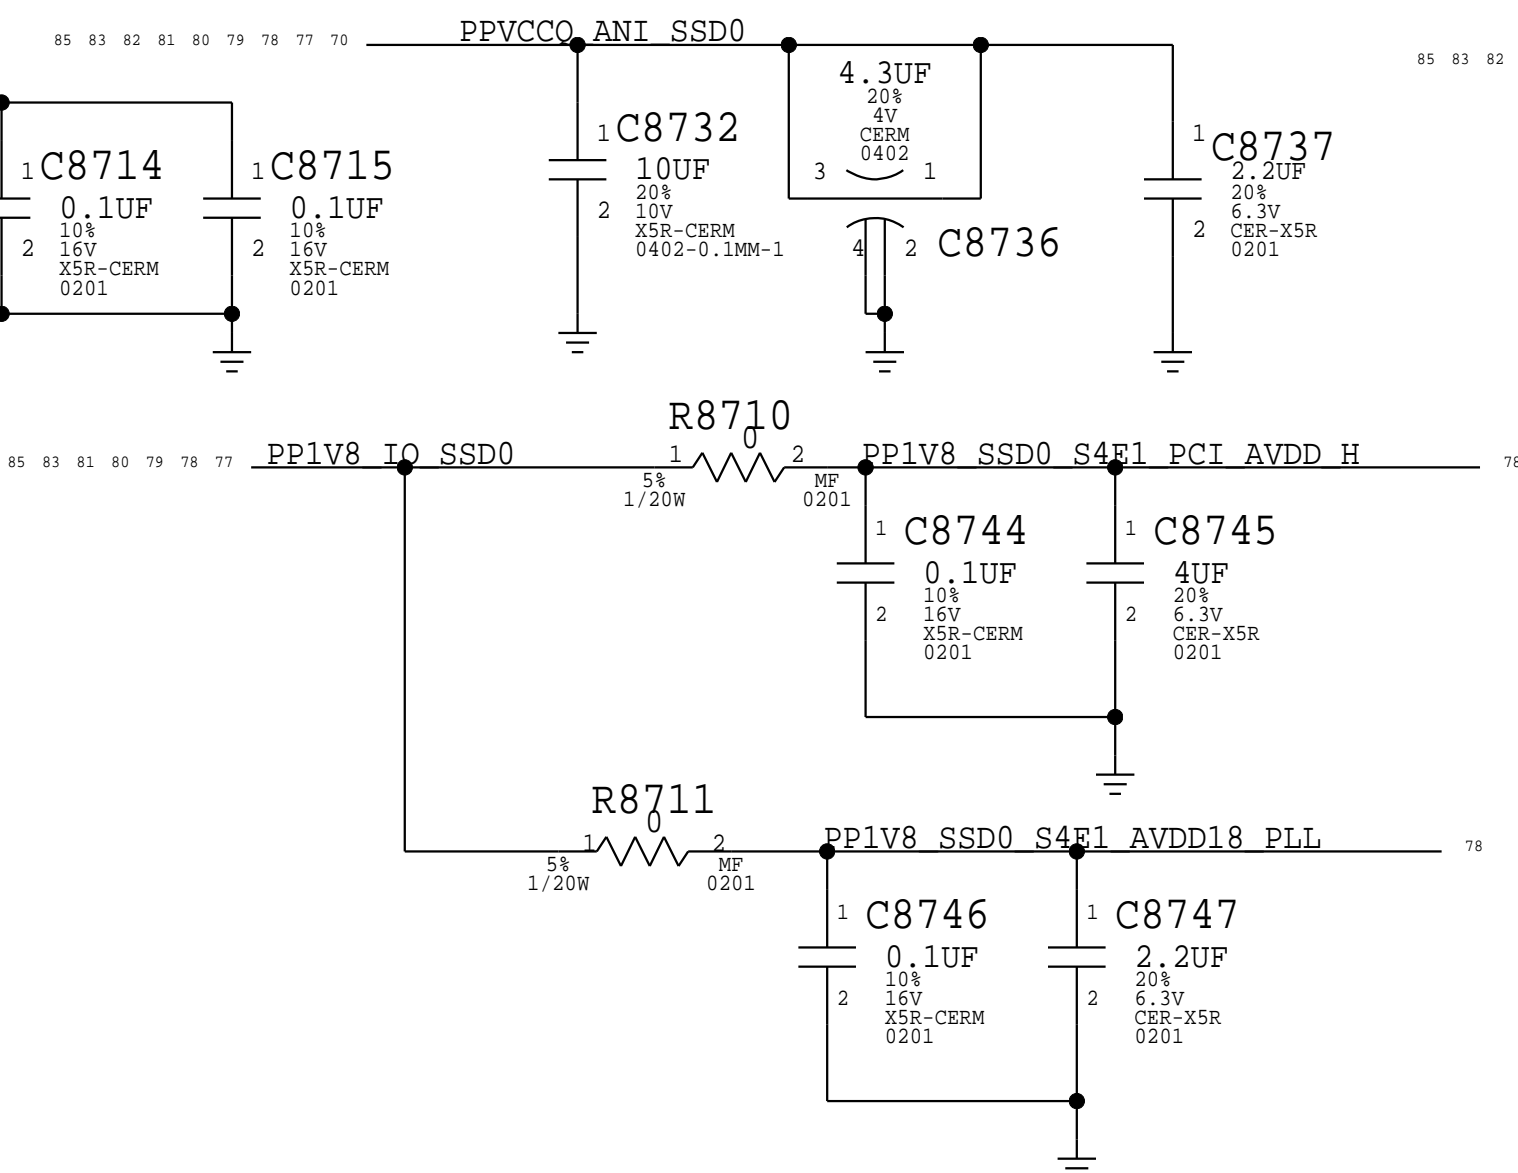 85 83 82 81 80 79 78 77 70
PPVCCQ_ANI_SSD0
85 83 82
1
C8714
0.1UF
10%
16V
X5R-CERM
0201
2
1
C8715
0.1UF
10%
16V
X5R-CERM
0201
2
1
C8732
10UF
20%
10V
X5R-CERM
0402-0.1MM-1
2
4.3UF
20%
4V
CERM
0402
3 1
4 2
C8736
1
C8737
2.2UF
20%
6.3V
CER-X5R
0201
2
85 83 81 80 79 78 77
PP1V8_IO_SSD0
R8710
0
1 2
5%
1/20W
MF
0201
PP1V8_SSD0_S4E1_PCI_AVDD_H
78
1
C8744
0.1UF
10%
16V
X5R-CERM
0201
2
1
C8745
4UF
20%
6.3V
CER-X5R
0201
2
R8711
0
1 2
5%
1/20W
MF
0201
PP1V8_SSD0_S4E1_AVDD18_PLL
78
1
C8746
0.1UF
10%
16V
X5R-CERM
0201
2
1
C8747
2.2UF
20%
6.3V
CER-X5R
0201
2